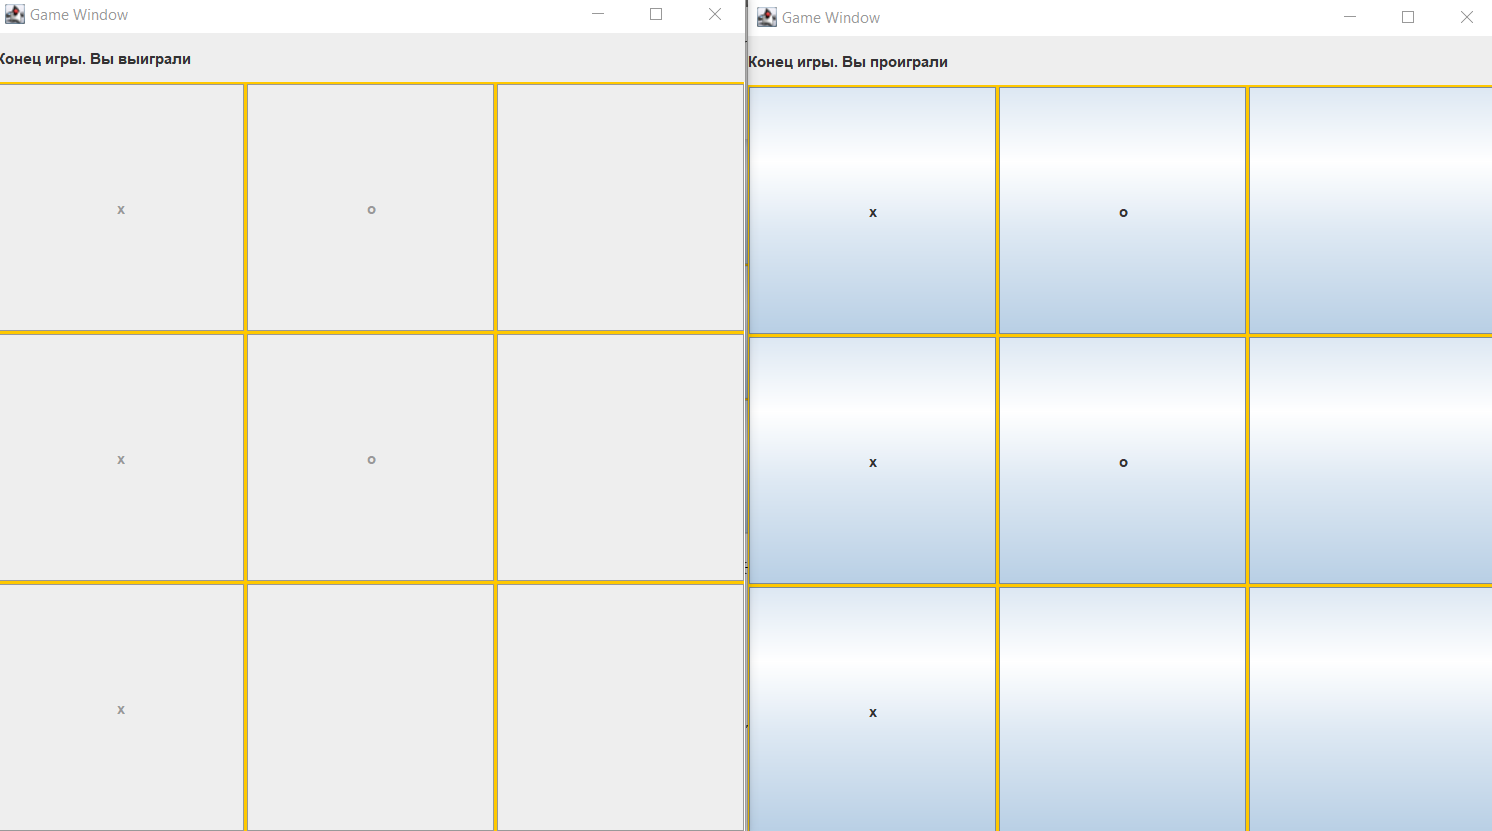 Game Window
Конец игры. Вы выиграли
x o
x o
x
Game Window
Конец игры. Вы проиграли
x o
x o
x